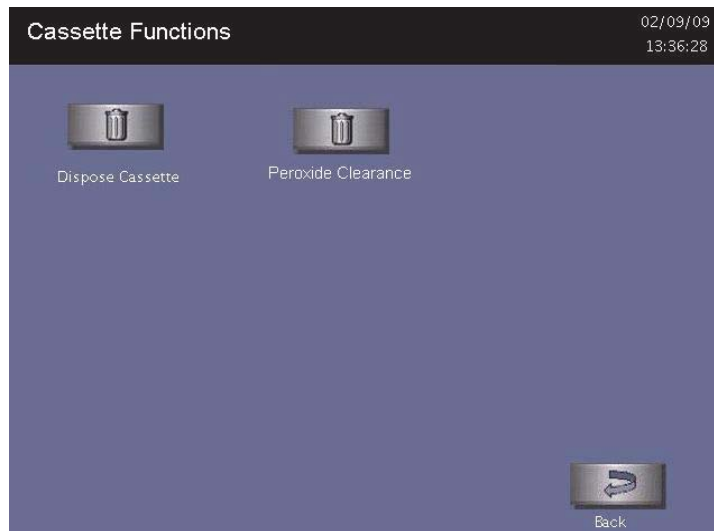 Cassette Functions
02/09/09
13:36:28
Dispose Cassette
Peroxide Clearance
Back